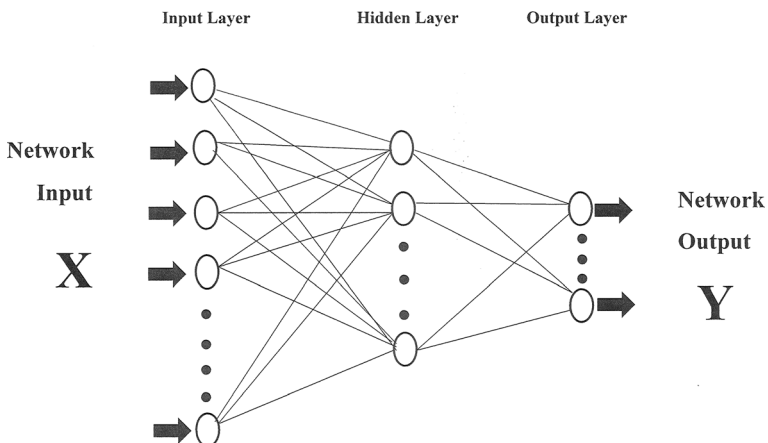 Input Layer
Hidden Layer
Output Layer
Network
Input
X
Network
Output
Y